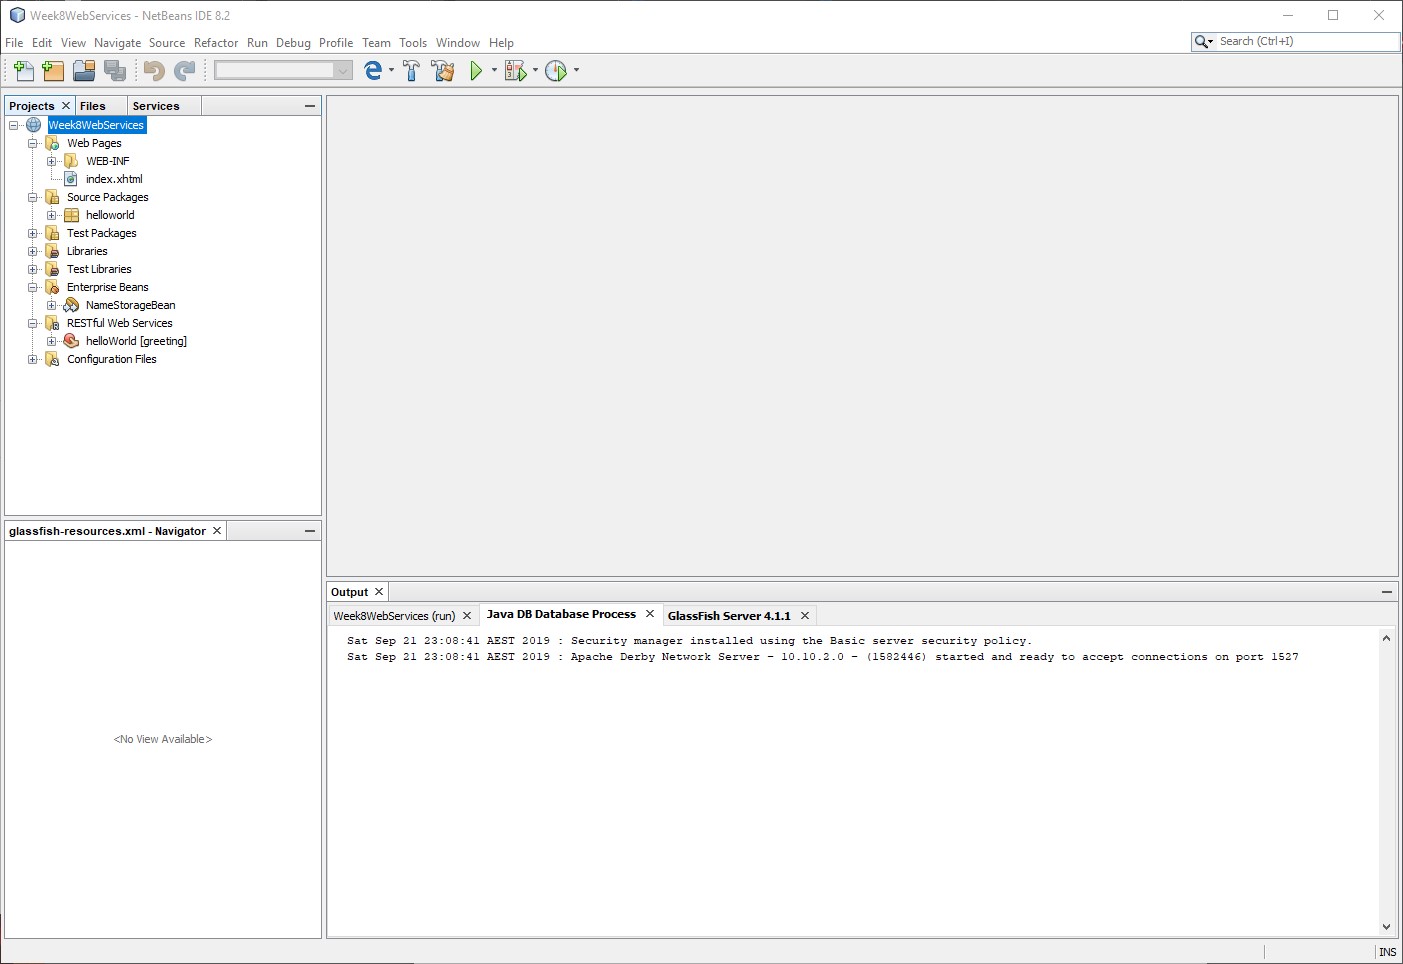 Week8WebServices - NetBeans IDE 8.2
File Edit View Navigate Source Refactor Run Debug Profile Team Tools Window Help
Search (Ctrl+I)
Projects Files Services
Week8WebServices
Web Pages
WEB-INF
index.xhtml
Source Packages
helloworld
Test Packages
Libraries
Test Libraries
Enterprise Beans
NameStorageBean
RESTful Web Services
helloWorld [greeting]
Configuration Files
glassfish-resources.xml - Navigator
<No View Available>
Output
Week8WebServices (run) Java DB Database Process GlassFish Server 4.1.1
Sat Sep 21 23:08:41 AEST 2019 : Security manager installed using the Basic server security policy.
Sat Sep 21 23:08:41 AEST 2019 : Apache Derby Network Server - 10.10.2.0 - (1582446) started and ready to accept connections on port 1527
INS